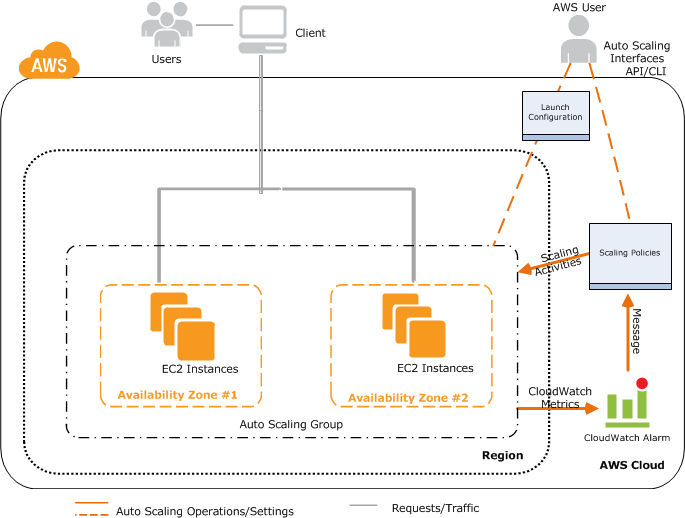 AWS User
Client
Users
Auto Scaling
Interfaces
API/CLI
AWS
Launch
Configuration
Scaling Policies
Scaling
Activities
Message
EC2 Instances
EC2 Instances
Availability Zone #1
Availability Zone #2
CloudWatch
Metrics
Auto Scaling Group
CloudWatch Alarm
Region
AWS Cloud
Auto Scaling Operations/Settings
Requests/Traffic